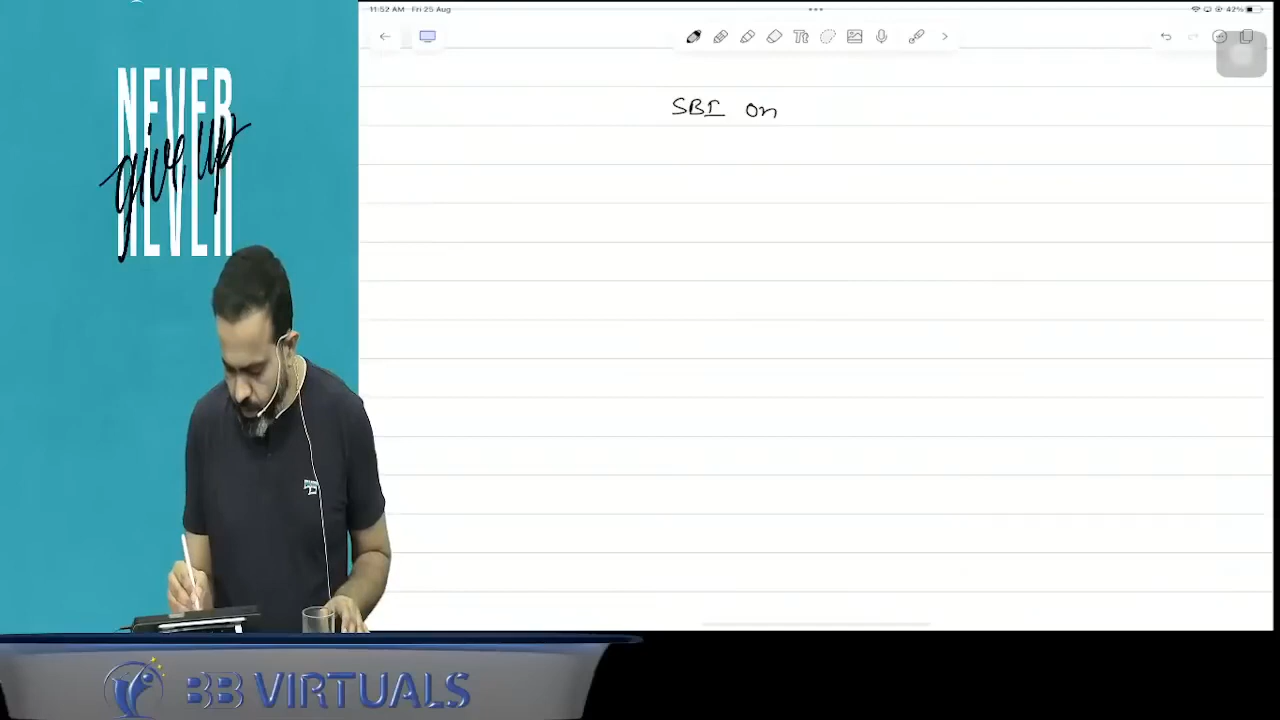 11:52 AM Fri 25 Aug
42%
NEVER
give up
NEVER
SBI on
BB VIRTUALS